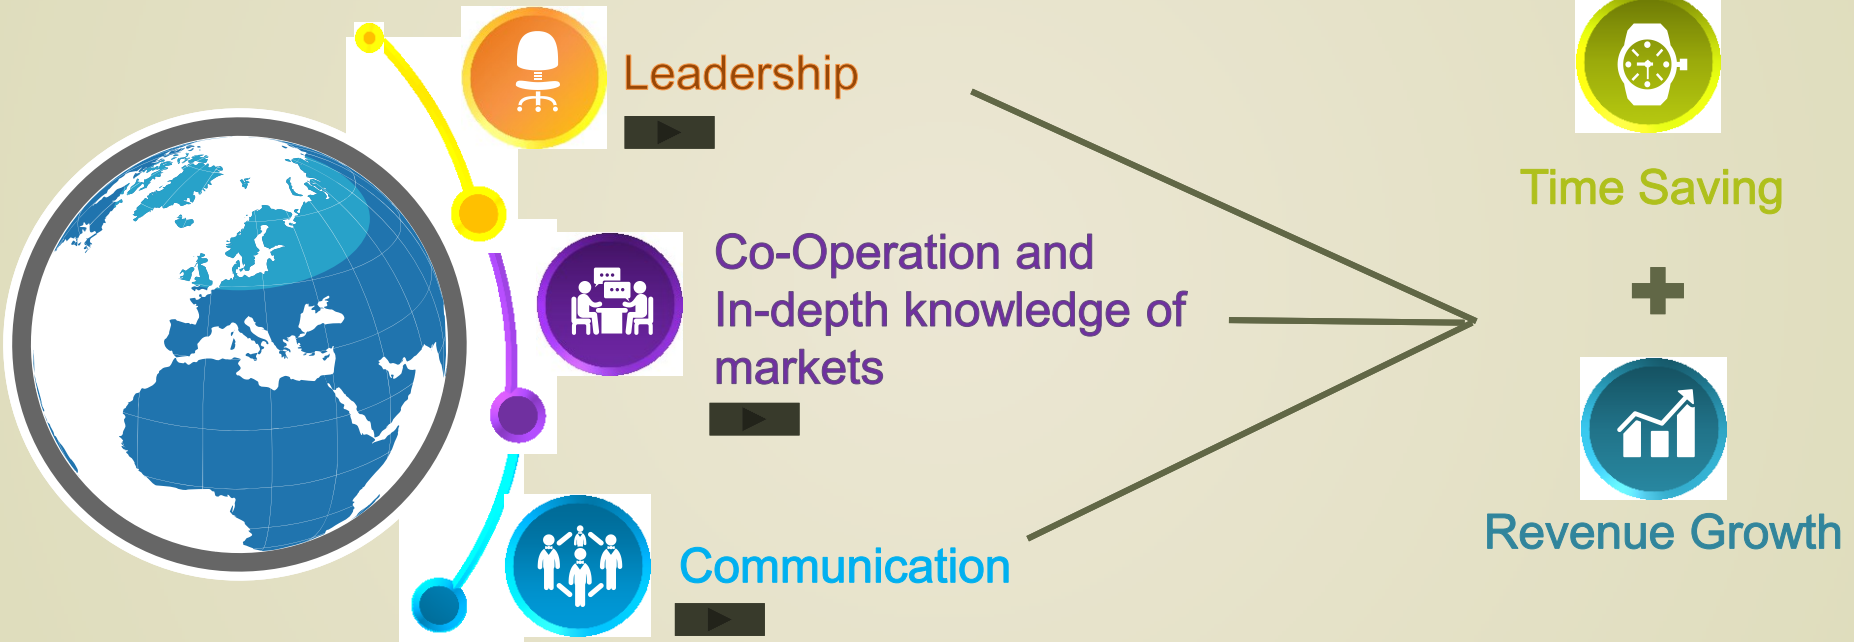 Leadership
Co-Operation and
In-depth knowledge of
markets
Communication
Time Saving
Revenue Growth